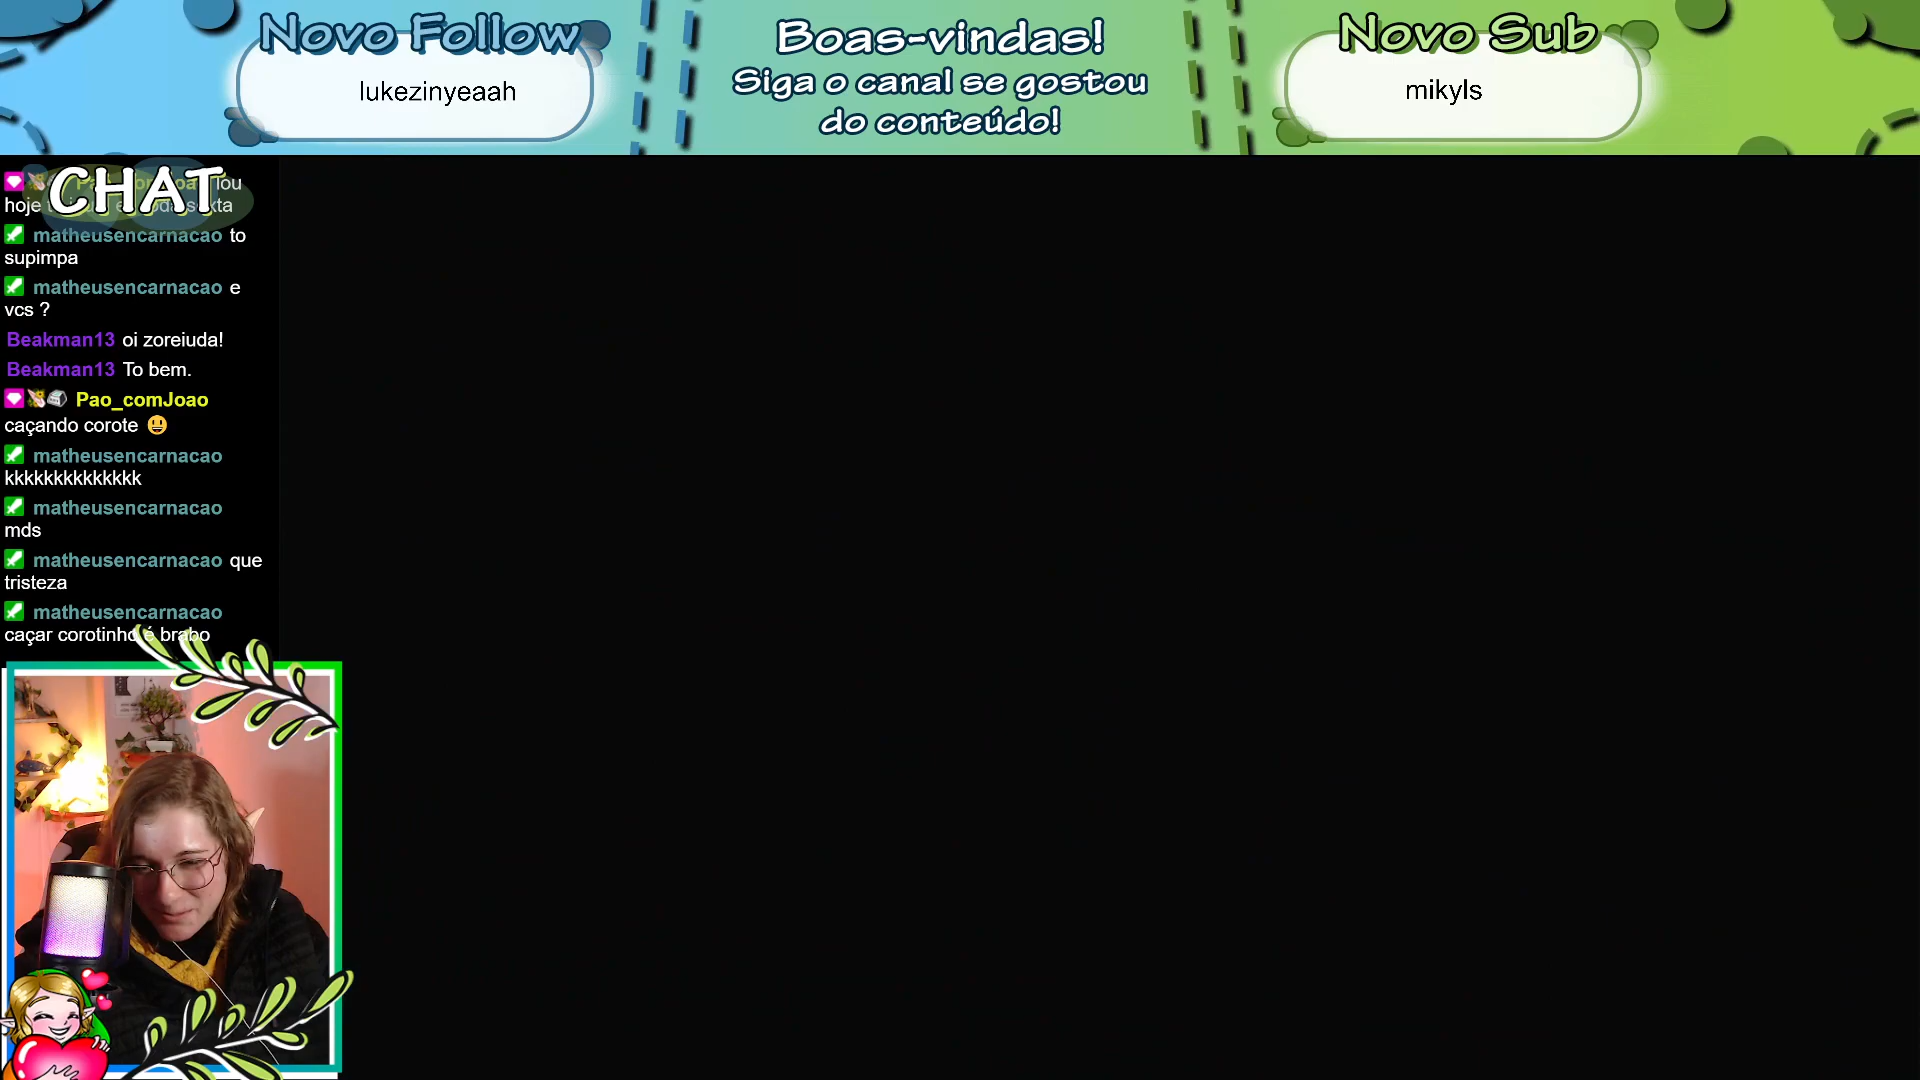 Novo Follow
lukezinyeaah
Boas-vindas!
Siga o canal se gostou
do conteúdo!
Novo Sub
mikyls
CHAT
hoje
matheusencarnacao to
supimpa
matheusencarnacao e
vcs ?
Beakman13 oi zoreiuda!
Beakman13 To bem.
Pao_comJoao
caçando corote 😃
matheusencarnacao
kkkkkkkkkkkkkk
matheusencarnacao
mds
matheusencarnacao que
tristeza
matheusencarnacao
caçar corotinho é brabo